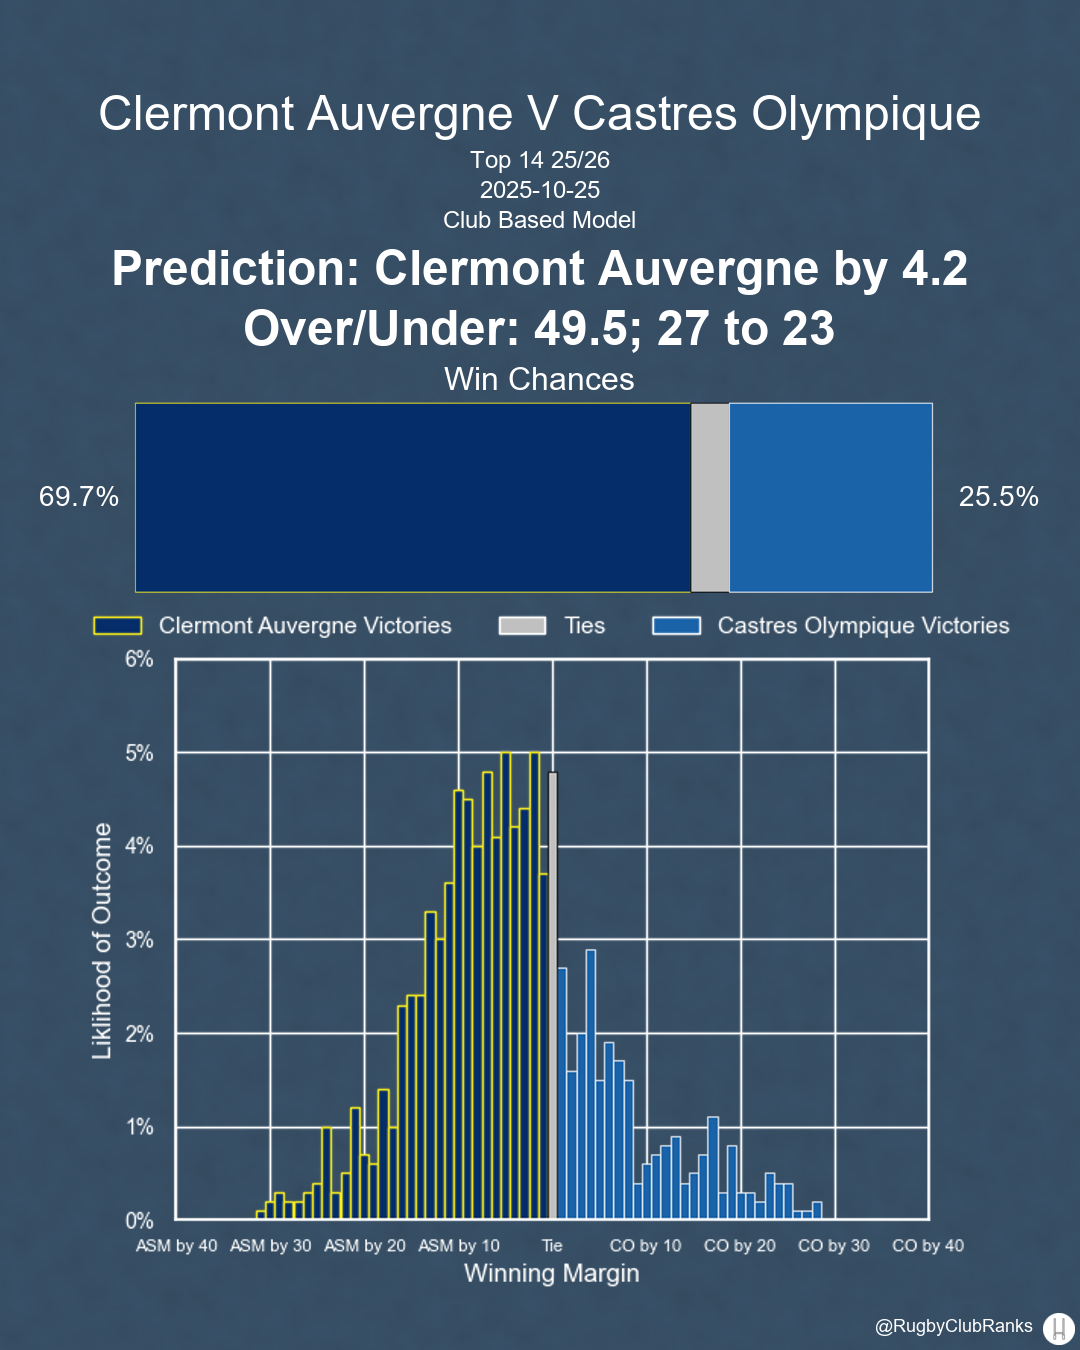 Clermont Auvergne V Castres Olympique
Top 14 25/26
2025-10-25
Club Based Model
Prediction: Clermont Auvergne by 4.2
Over/Under: 49.5; 27 to 23
Win Chances
69.7%
25.5%
Clermont Auvergne Victories
Ties
Castres Olympique Victories
6%
5%
4%
3%
2%
1%
0%
Liklihood of Outcome
ASM by 40
ASM by 30
ASM by 20
ASM by 10
Tie
CO by 10
CO by 20
CO by 30
CO by 40
Winning Margin
@RugbyClubRanks